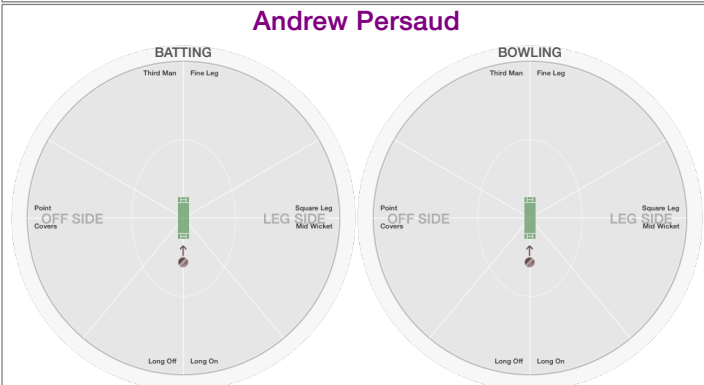 Andrew Persaud
BATTING
Third Man Fine Leg
Point
OFF SIDE
Covers
Square Leg
LEG SIDE
Mid Wicket
Long Off Long On
BOWLING
Third Man Fine Leg
Point
OFF SIDE
Covers
Square Leg
LEG SIDE
Mid Wicket
Long Off Long On